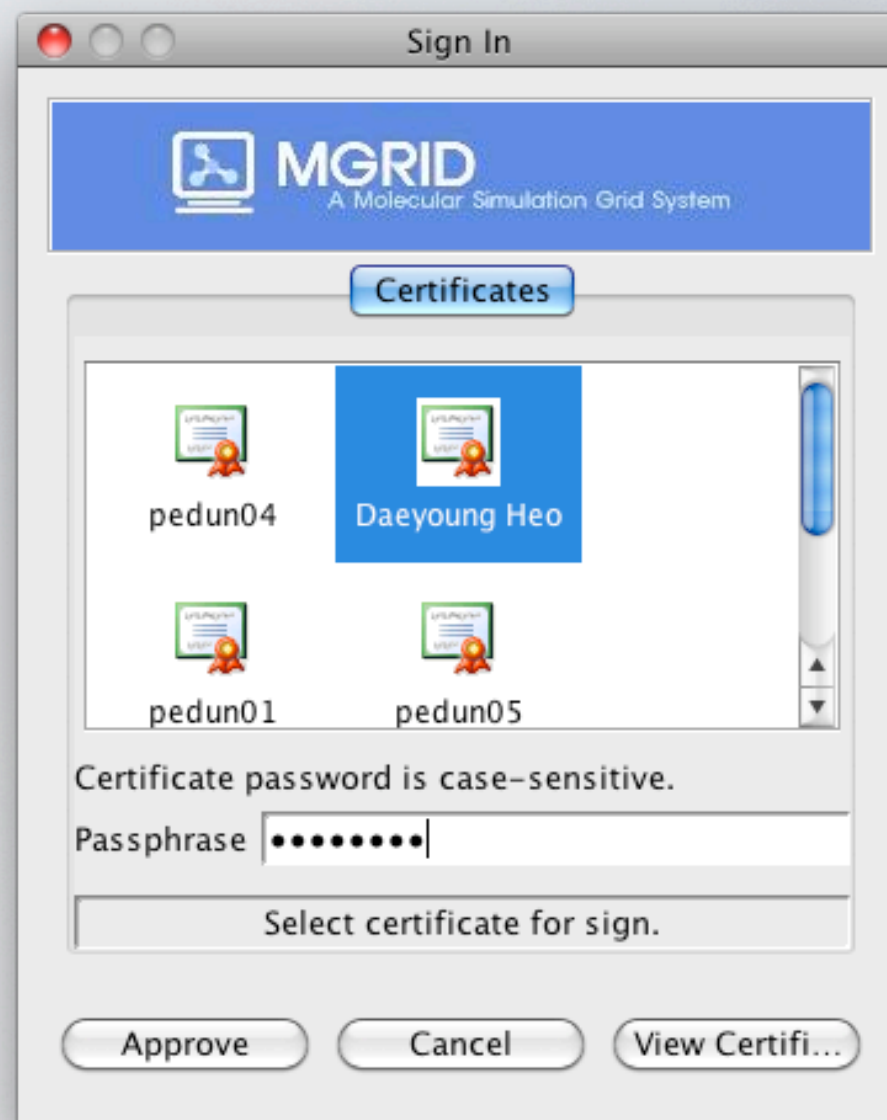 Sign In
MGRID
A Molecular Simulation Grid System
Certificates
pedun04
Daeyoung Heo
pedun01
pedun05
Certificate password is case-sensitive.
Passphrase ••••••••
Select certificate for sign.
Approve
Cancel
View Certifi...